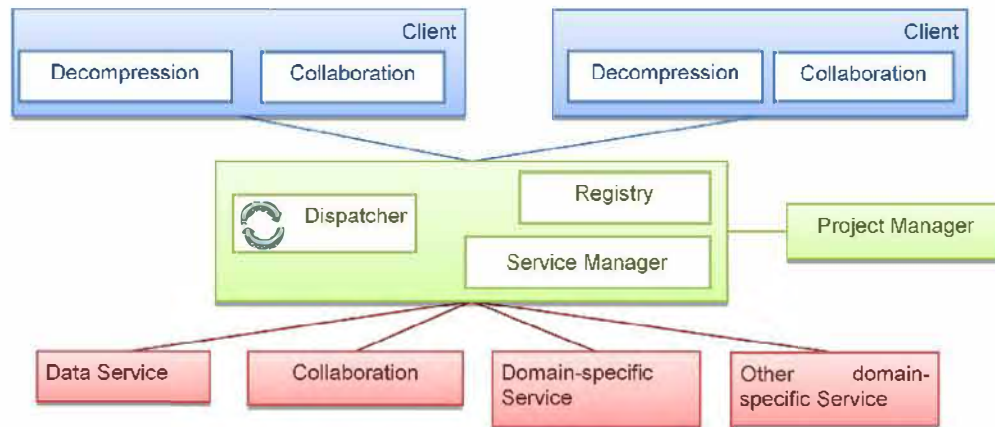 Client
Decompression
Collaboration
Client
Decompression
Collaboration
Dispatcher
Registry
Service Manager
Project Manager
Data Service
Collaboration
Domain-specific
Service
Other domain-
specific Service